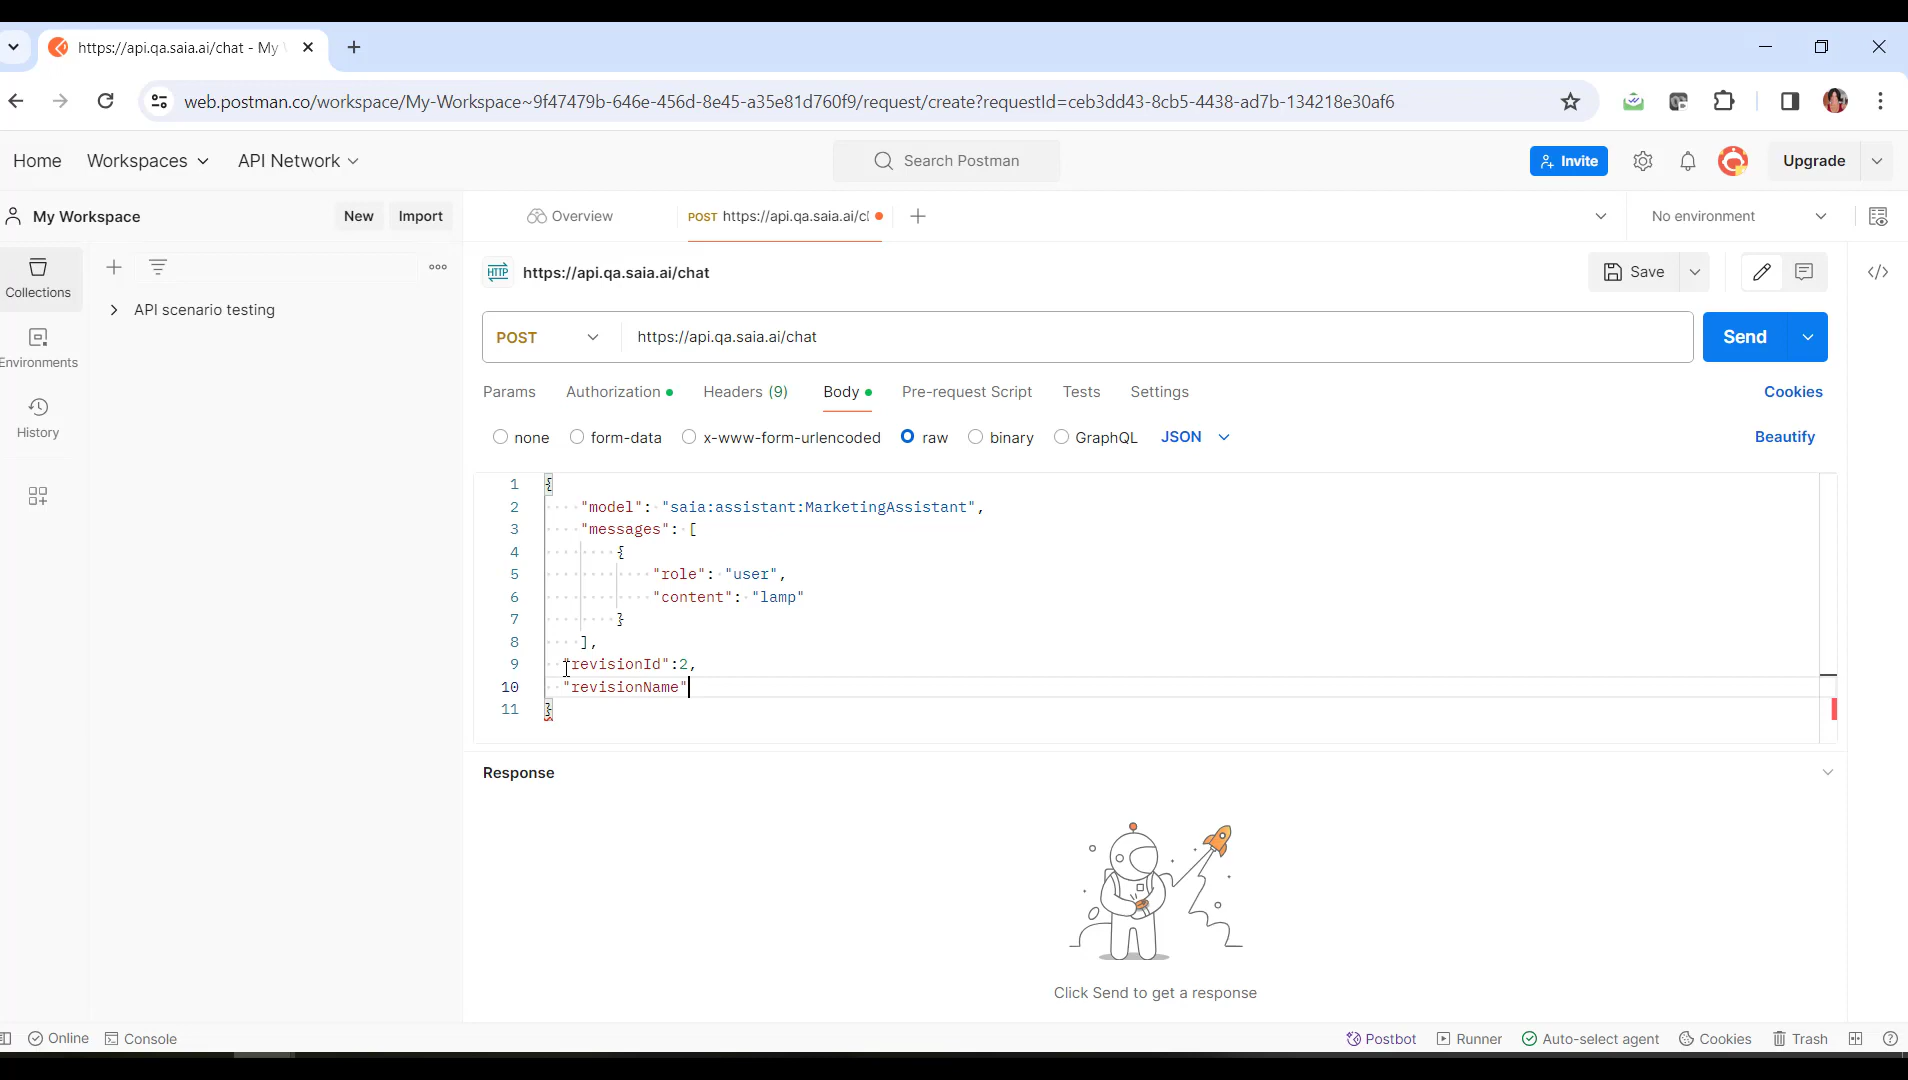 https://api.qa.saia.ai/chat - My
web.postman.co/workspace/My-Workspace~9f47479b-646e-456d-8e45-a35e81d760f9/request/create?requestId=ceb3dd43-8cb5-4438-ad7b-134218e30af6
Home Workspaces API Network Search Postman Invite Upgrade
My Workspace New Import Overview POST https://api.qa.saia.ai/cl No environment
Collections
API scenario testing
Environments
History
HTTP https://api.qa.saia.ai/chat Save
POST https://api.qa.saia.ai/chat Send
Params Authorization Headers (9) Body Pre-request Script Tests Settings Cookies
none form-data x-www-form-urlencoded raw binary GraphQL JSON Beautify
1 {
2 "model": "saia:assistant:MarketingAssistant",
3 "messages": [
4 {
5 "role": "user",
6 "content": "lamp"
7 }
8 ],
9 "revisionId":2,
10 "revisionName"
11 }
Response
Click Send to get a response
Online Console Postbot Runner Auto-select agent Cookies Trash